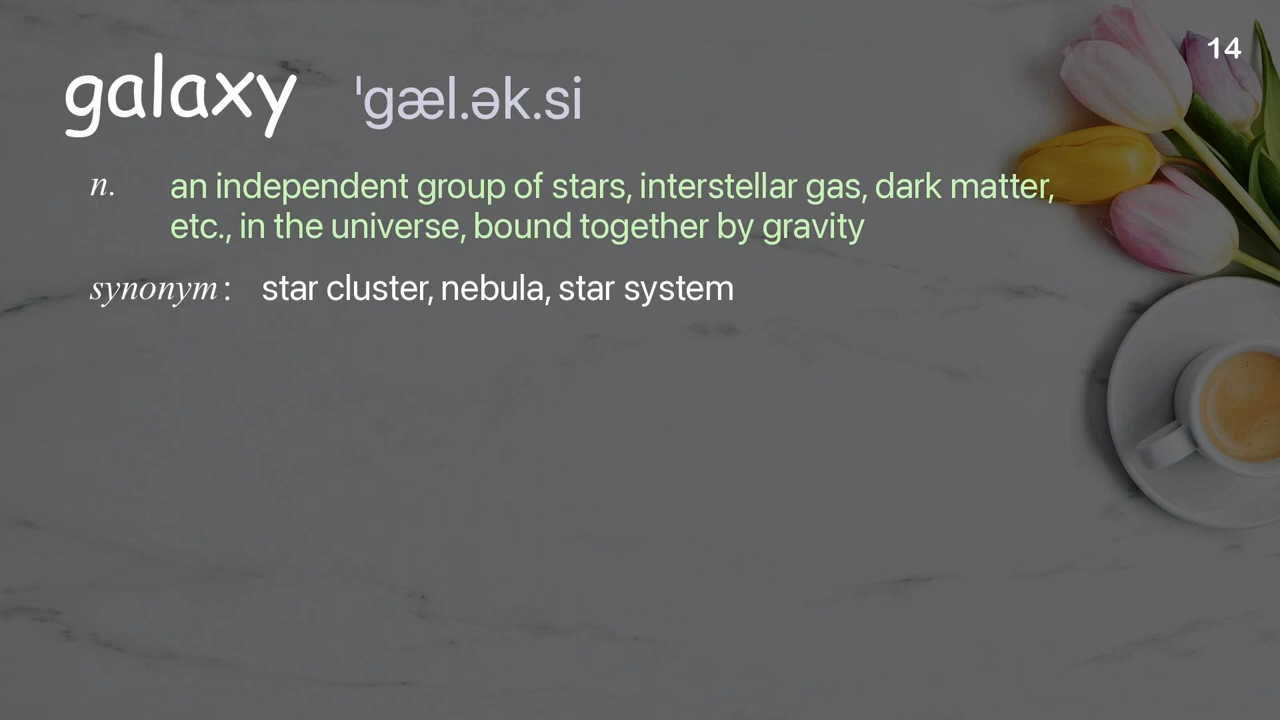 14
galaxy ˈɡæl.ək.si
n. an independent group of stars, interstellar gas, dark matter,
etc., in the universe, bound together by gravity
synonym: star cluster, nebula, star system